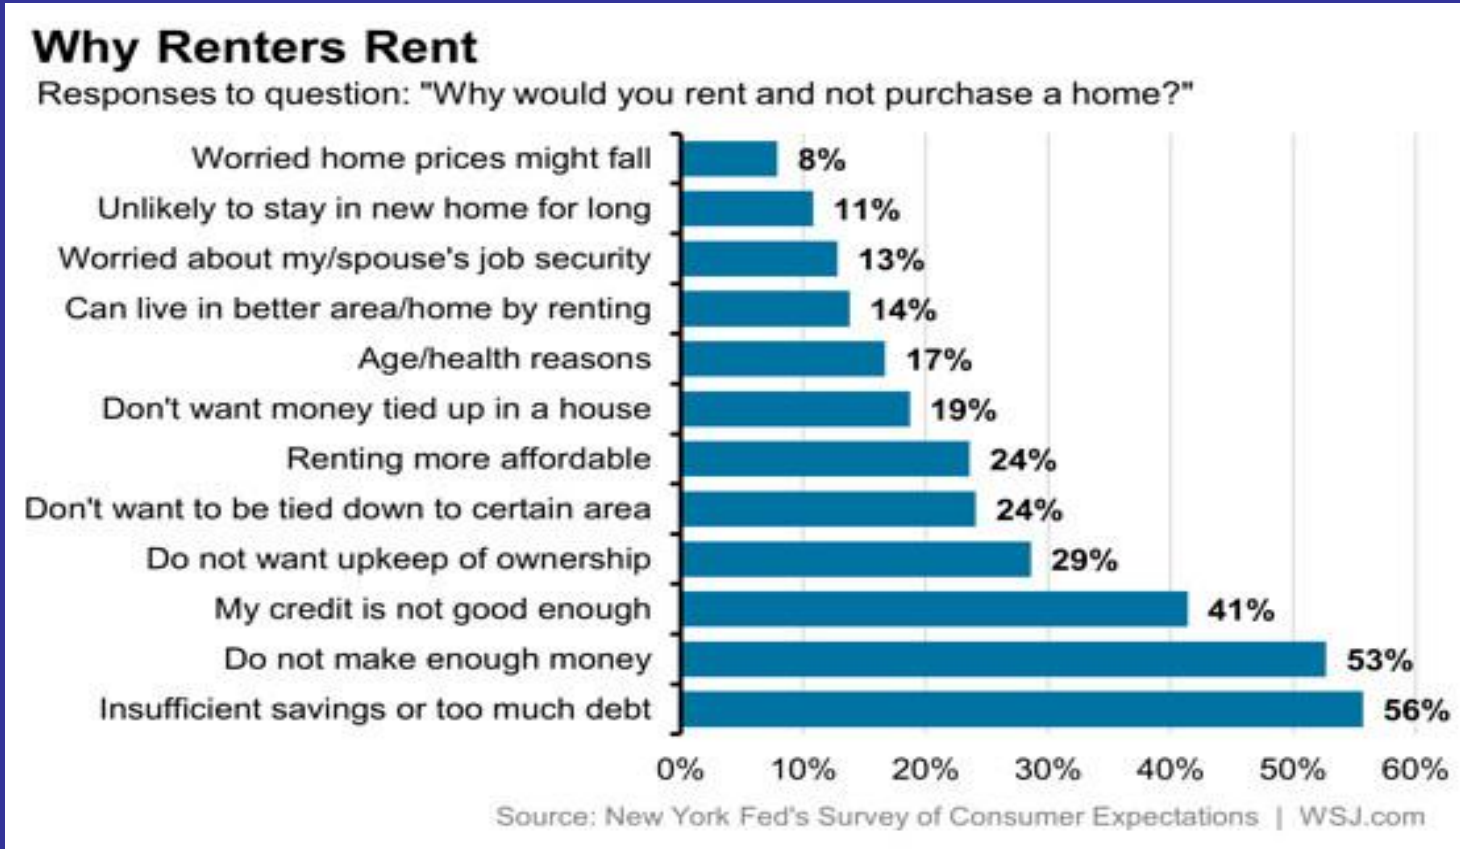 Why Renters Rent
Responses to question: "Why would you rent and not purchase a home?"
Worried home prices might fall 8%
Unlikely to stay in new home for long 11%
Worried about my/spouse's job security 13%
Can live in better area/home by renting 14%
Age/health reasons 17%
Don't want money tied up in a house 19%
Renting more affordable 24%
Don't want to be tied down to certain area 24%
Do not want upkeep of ownership 29%
My credit is not good enough 41%
Do not make enough money 53%
Insufficient savings or too much debt 56%
0% 10% 20% 30% 40% 50% 60%
Source: New York Fed's Survey of Consumer Expectations | WSJ.com